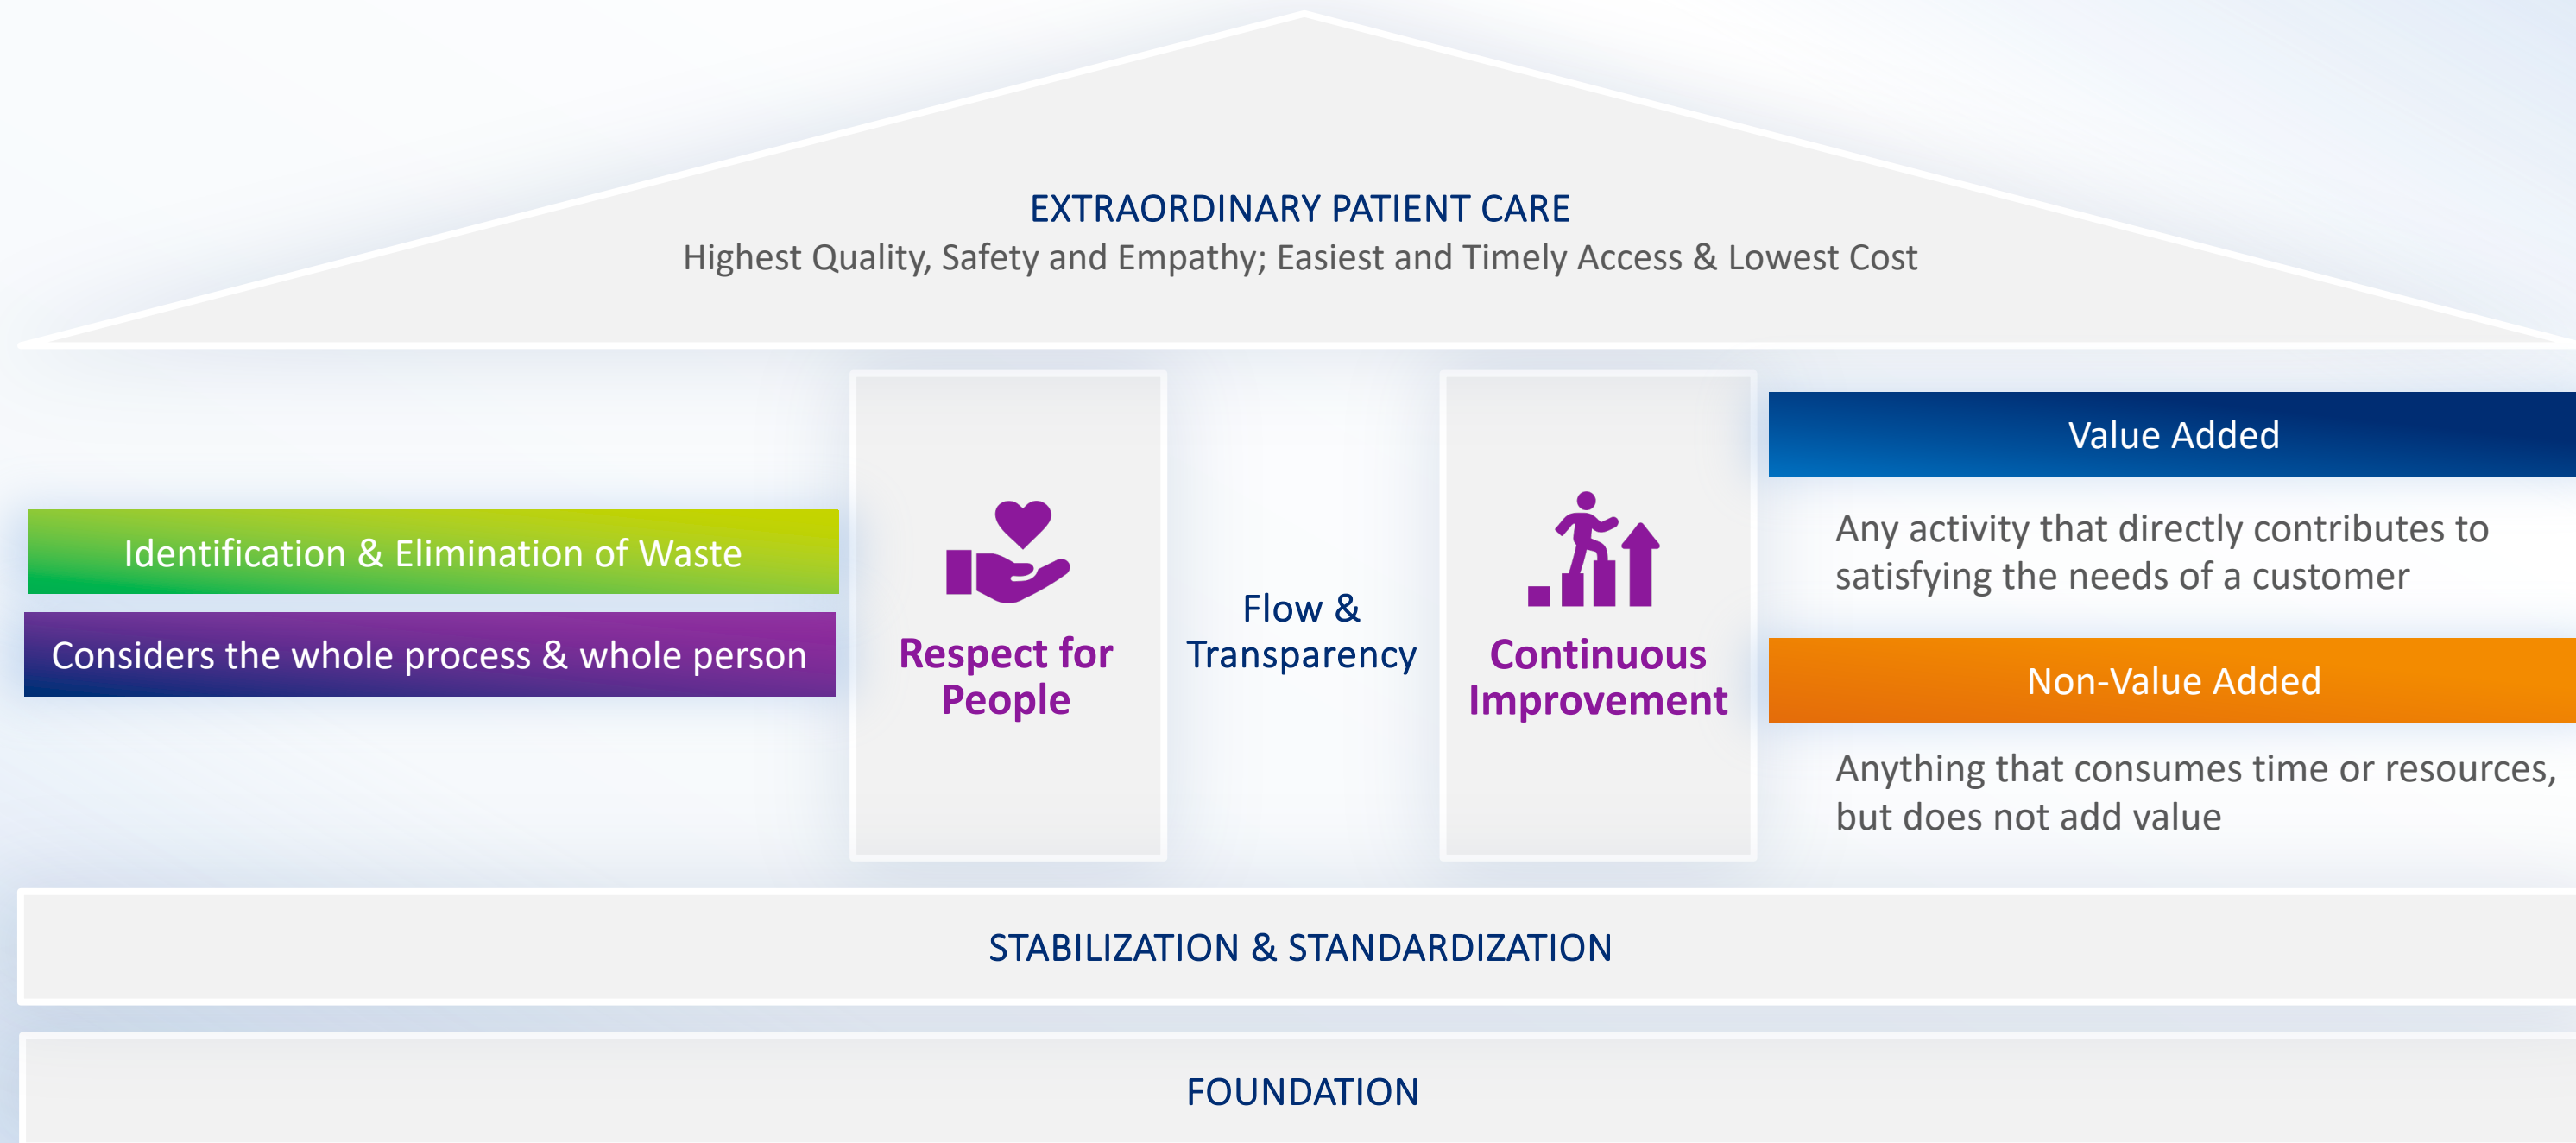 EXTRAORDINARY PATIENT CARE
Highest Quality, Safety and Empathy; Easiest and Timely Access & Lowest Cost
Identification & Elimination of Waste
Considers the whole process & whole person
Respect for
People
Flow &
Transparency
Continuous
Improvement
Value Added
Any activity that directly contributes to
satisfying the needs of a customer
Non-Value Added
Anything that consumes time or resources,
but does not add value
STABILIZATION & STANDARDIZATION
FOUNDATION